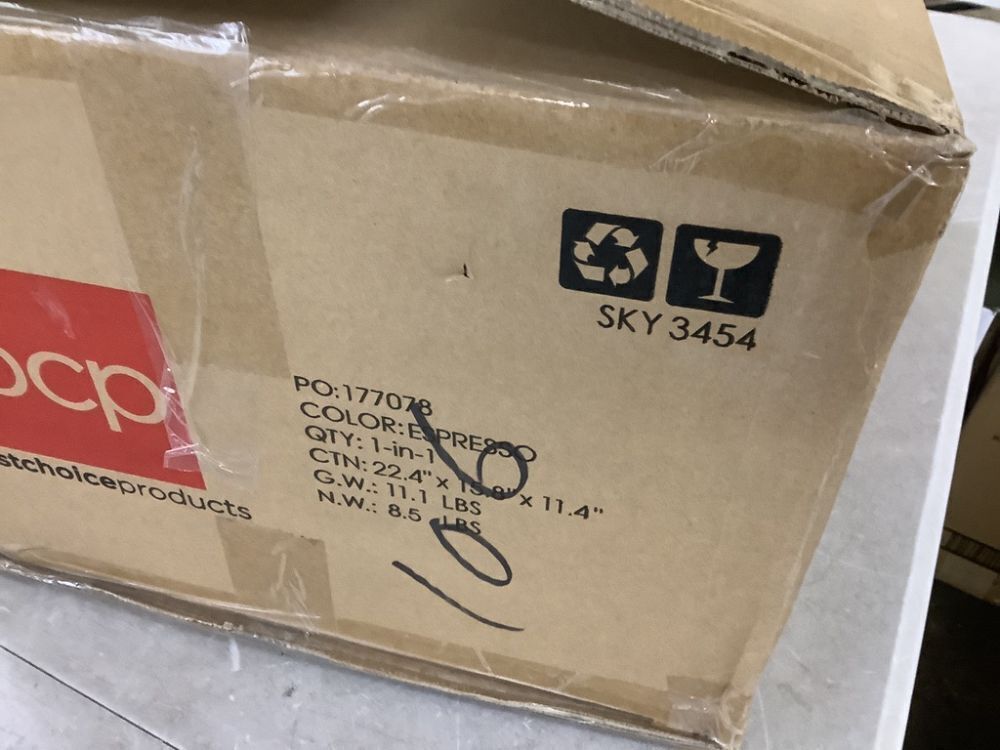 SKY 3454
bcp
stchoiceproducts
PO:177078
COLOR:ESPRESSO
QTY: 1-in-1
CTN: 22.4" x 15.8" x 11.4"
G.W.: 11.1 LBS
N.W.: 8.5 LBS